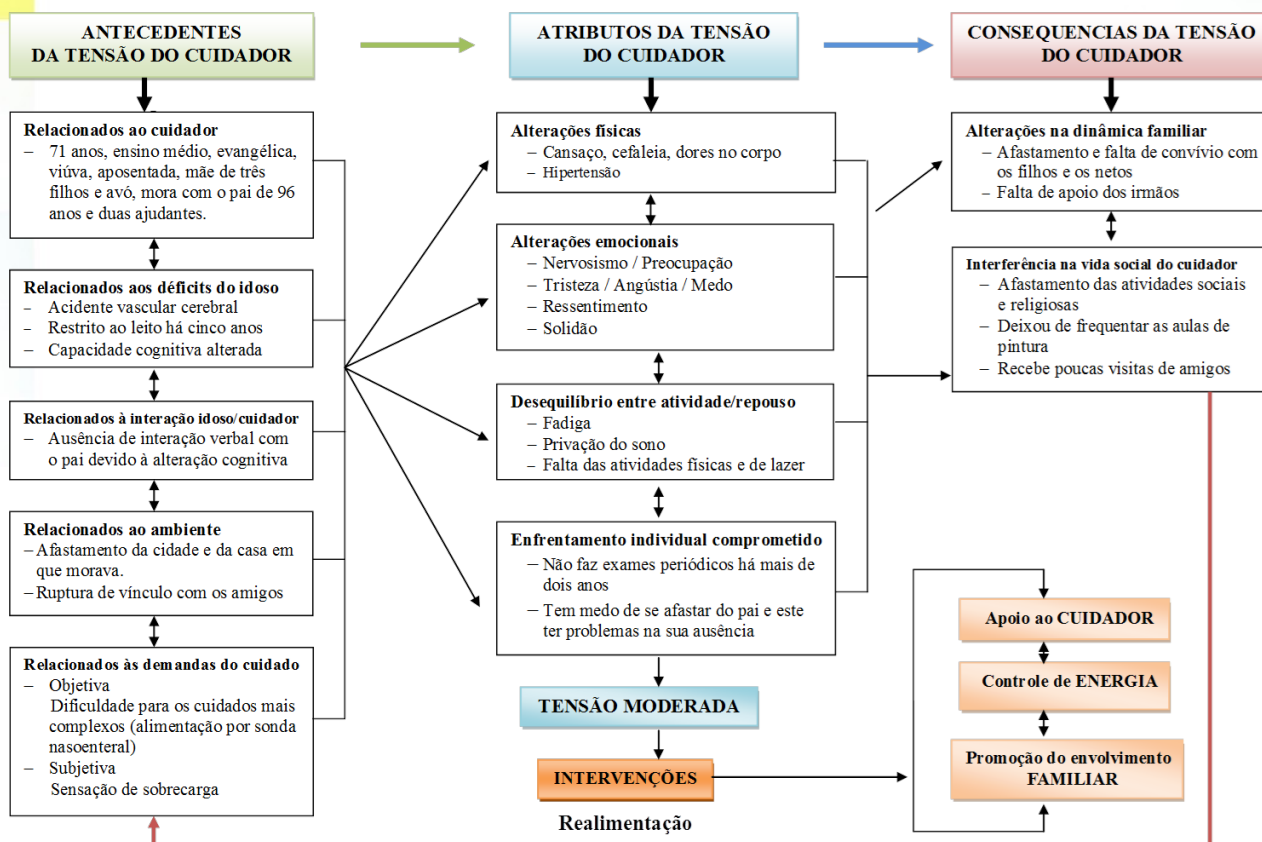 ANTECEDENTES
DA TENSÃO DO CUIDADOR
Relacionados ao cuidador
– 71 anos, ensino médio, evangélica,
viúva, aposentada, mãe de três
filhos e avó, mora com o pai de 96
anos e duas ajudantes.
Relacionados aos déficits do idoso
– Acidente vascular cerebral
– Restrito ao leito há cinco anos
– Capacidade cognitiva alterada
Relacionados à interação idoso/cuidador
– Ausência de interação verbal com
o pai devido à alteração cognitiva
Relacionados ao ambiente
– Afastamento da cidade e da casa em
que morava.
– Ruptura de vínculo com os amigos
Relacionados às demandas do cuidado
– Objetiva
Dificuldade para os cuidados mais
complexos (alimentação por sonda
nasoenteral)
– Subjetiva
Sensação de sobrecarga
ATRIBUTOS DA TENSÃO
DO CUIDADOR
Alterações físicas
– Cansaço, cefaleia, dores no corpo
– Hipertensão
Alterações emocionais
– Nervosismo / Preocupação
– Tristeza / Angústia / Medo
– Ressentimento
– Solidão
Desequilíbrio entre atividade/repouso
– Fadiga
– Privação do sono
– Falta das atividades físicas e de lazer
Enfrentamento individual comprometido
– Não faz exames periódicos há mais de
dois anos
– Tem medo de se afastar do pai e este
ter problemas na sua ausência
TENSÃO MODERADA
INTERVENÇÕES
Realimentação
CONSEQUENCIAS DA TENSÃO
DO CUIDADOR
Alterações na dinâmica familiar
– Afastamento e falta de convívio com
os filhos e os netos
– Falta de apoio dos irmãos
Interferência na vida social do cuidador
– Afastamento das atividades sociais
e religiosas
– Deixou de frequentar as aulas de
pintura
– Recebe poucas visitas de amigos
Apoio ao CUIDADOR
Controle de ENERGIA
Promoção do envolvimento
FAMILIAR